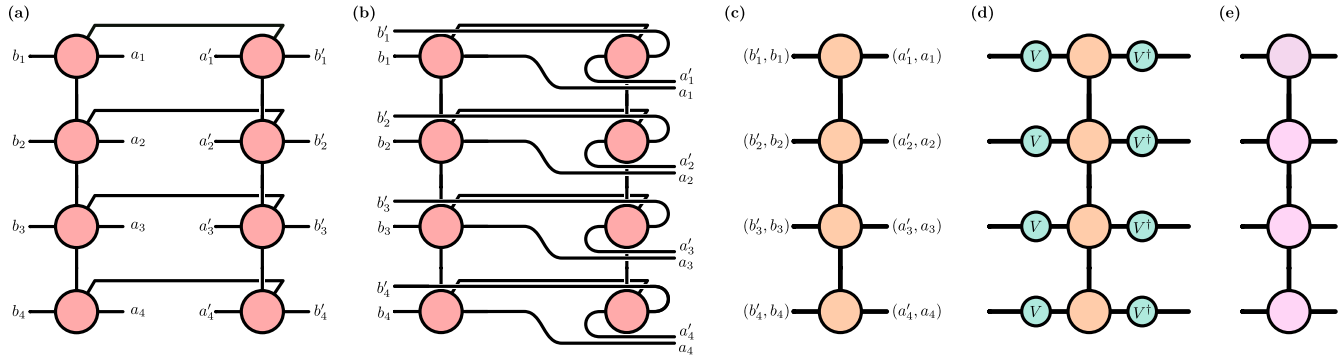 (a) (b) (c) (d) (e)
b₁ a₁ a′₁ b′₁
b₂ a₂ a′₂ b′₂
b₃ a₃ a′₃ b′₃
b₄ a₄ a′₄ b′₄
b′₁
b₁
a′₁
a₁
b′₂
b₂
a′₂
a₂
b′₃
b₃
a′₃
a₃
b′₄
b₄
a′₄
a₄
(b′₁, b₁) (a′₁, a₁)
(b′₂, b₂) (a′₂, a₂)
(b′₃, b₃) (a′₃, a₃)
(b′₄, b₄) (a′₄, a₄)
V V†
V V†
V V†
V V†